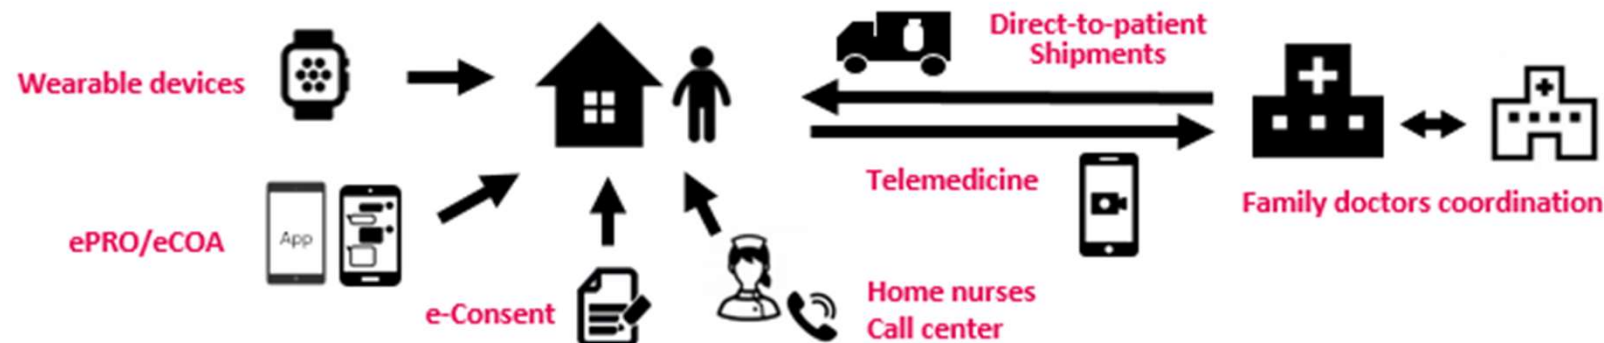 Wearable devices
Direct-to-patient
Shipments
ePRO/eCOA
App
Telemedicine
Family doctors coordination
e-Consent
Home nurses
Call center